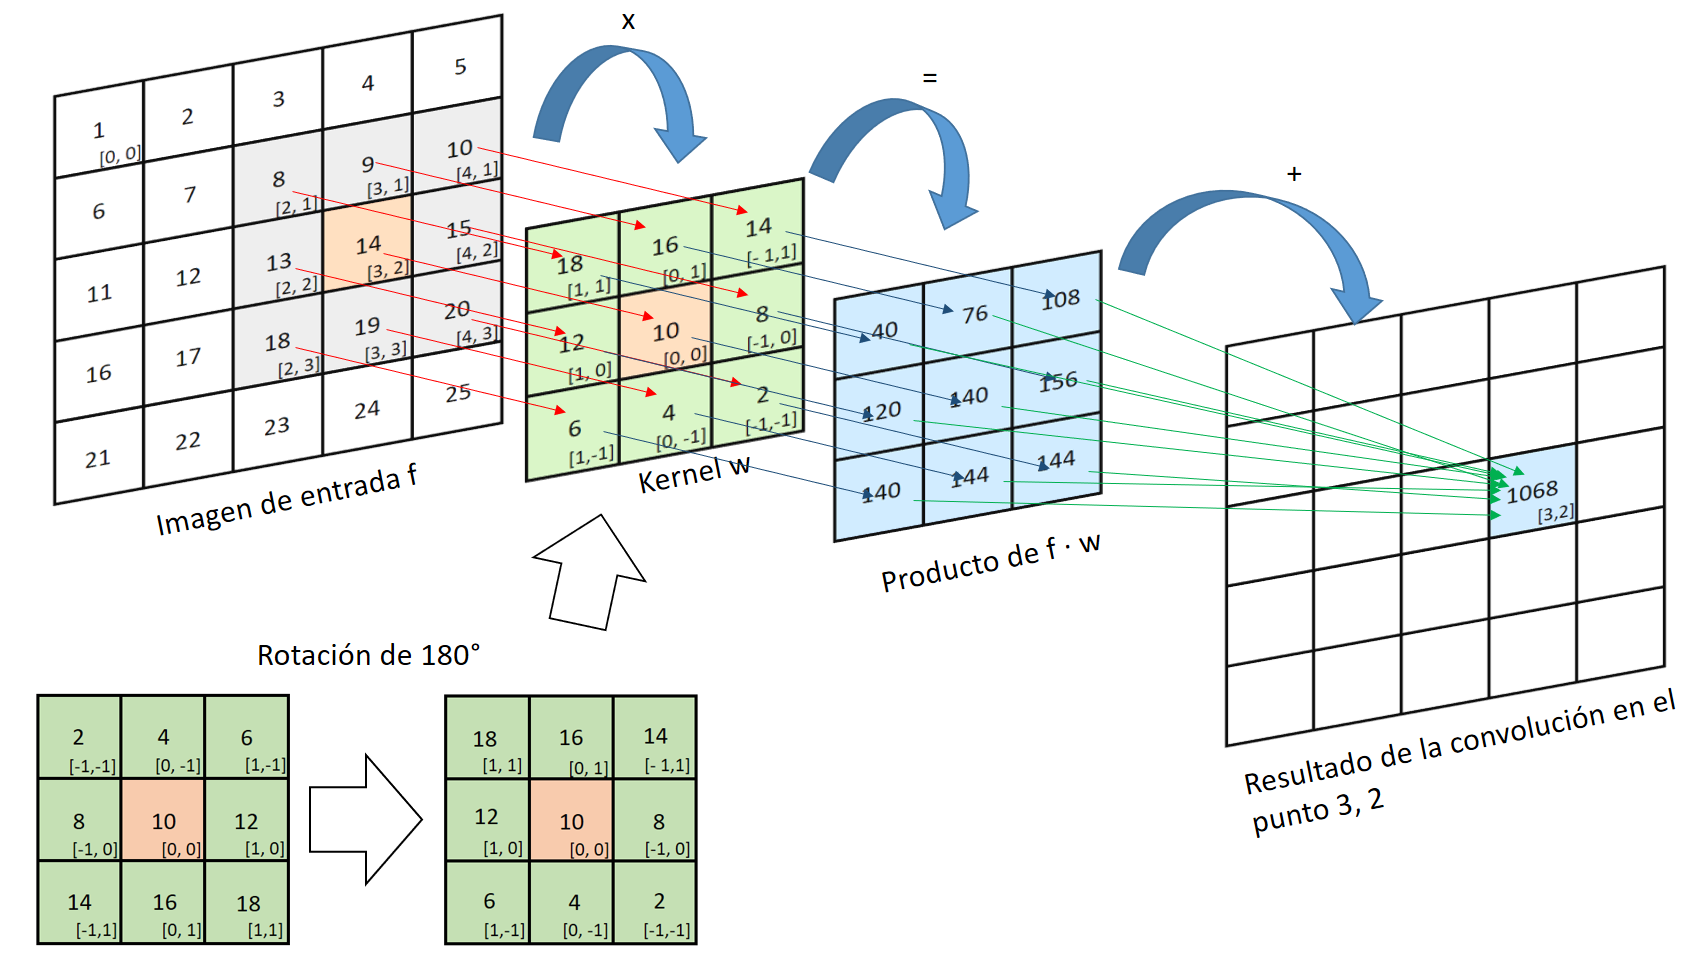 x
=
+
1 2 3 4 5
[0, 0]
6 7 8 9 10
[2, 1] [3, 1] [4, 1]
11 12 13 14 15
[2, 2] [3, 2] [4, 2]
16 17 18 19 20
[2, 3] [3, 3] [4, 3]
21 22 23 24 25
Imagen de entrada f
18 16 14
[1, 1] [0, 1] [- 1,1]
12 10 8
[1, 0] [0, 0] [-1, 0]
6 4 2
[1,-1] [0, -1] [-1,-1]
Kernel w
40 76 108
120 140 156
140 144 144
Producto de f · w
1068
[3,2]
Resultado de la convolución en el
punto 3, 2
Rotación de 180°
2 4 6
[-1,-1] [0, -1] [1,-1]
8 10 12
[-1, 0] [0, 0] [1, 0]
14 16 18
[-1,1] [0, 1] [1,1]
18 16 14
[1, 1] [0, 1] [- 1,1]
12 10 8
[1, 0] [0, 0] [-1, 0]
6 4 2
[1,-1] [0, -1] [-1,-1]